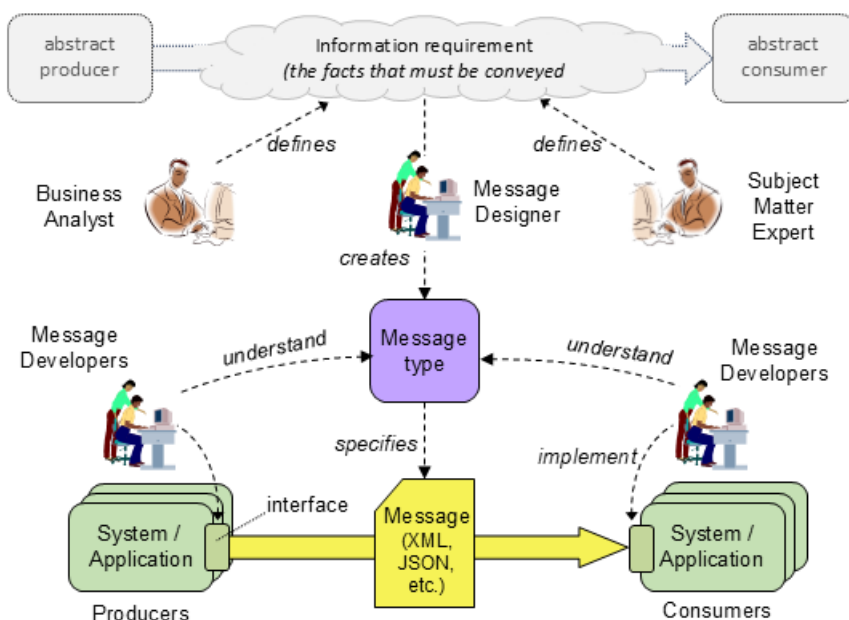 abstract
producer
Information requirement
(the facts that must be conveyed
abstract
consumer
defines
defines
Business
Analyst
Message
Designer
Subject
Matter
Expert
creates
Message
Developers
understand
Message
type
understand
Message
Developers
specifies
implement
interface
System /
Application
Message
(XML,
JSON,
etc.)
System /
Application
Producers
Consumers